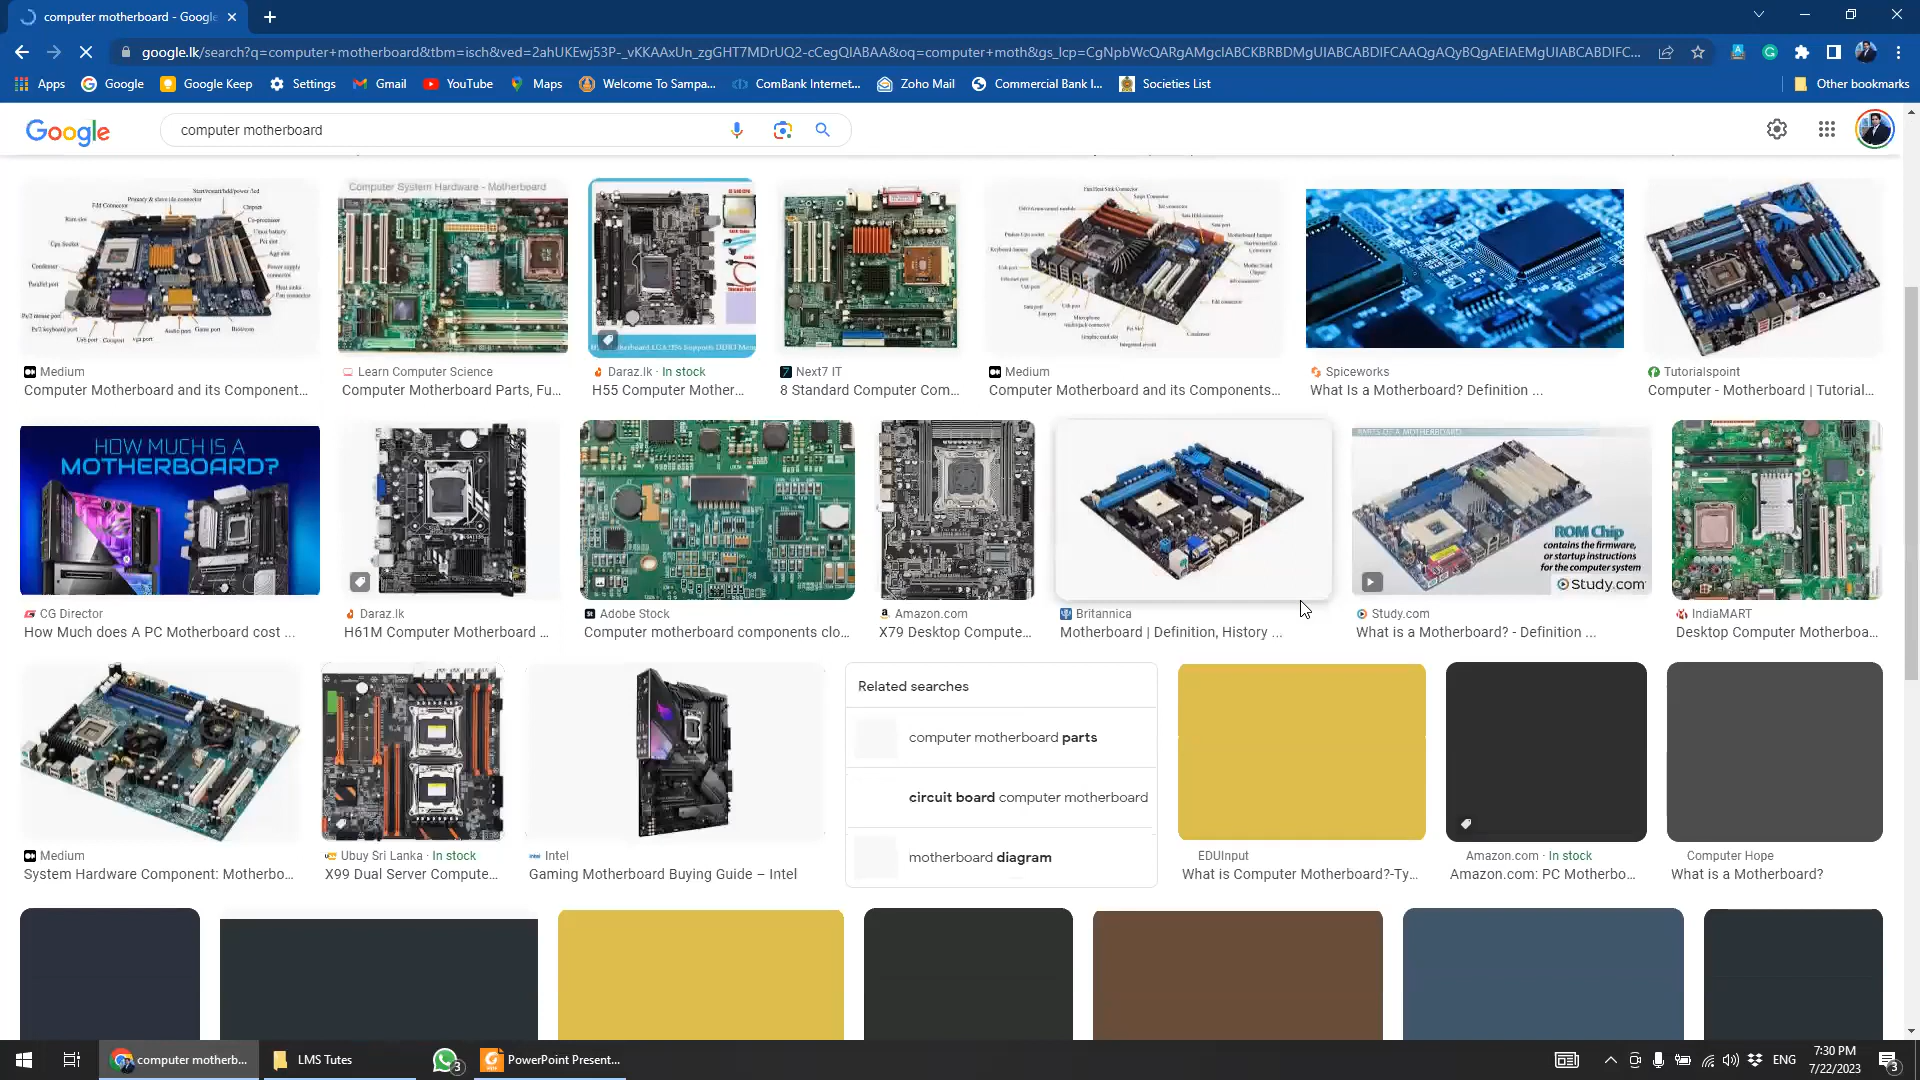 computer motherboard - Google
google.lk/search?q=computer+motherboard&tbm=isch&ved=2ahUKEwj53P-_vKKAAxUn_zgGHT7MDrUQ2-cCegQIABAA&oq=computer+moth&gs_lcp=CgNpbWcQARgAMgcIABCKBRBDMgUIABCABDIFCAAQgAQyBQgAEIAEMgUIABCABDIFC...
Apps Google Google Keep Settings Gmail YouTube Maps Welcome To Sampa... ComBank Internet... Zoho Mail Commercial Bank I... Societies List Other bookmarks
Google computer motherboard
Computer System Hardware - Motherboard
Medium Learn Computer Science Daraz.lk · In stock Next7 IT Medium Spiceworks Tutorialspoint
Computer Motherboard and its Component... Computer Motherboard Parts, Fu... H55 Computer Mother... 8 Standard Computer Com... Computer Motherboard and its Components... What Is a Motherboard? Definition ... Computer - Motherboard | Tutorial...
HOW MUCH IS A
MOTHERBOARD?
PARTS OF A MOTHERBOARD
ROM Chip
contains the firmware,
or startup instructions
for the computer system
Study.com
CG Director Daraz.lk Adobe Stock Amazon.com Britannica Study.com IndiaMART
How Much does A PC Motherboard cost ... H61M Computer Motherboard ... Computer motherboard components clo... X79 Desktop Compute... Motherboard | Definition, History ... What is a Motherboard? - Definition ... Desktop Computer Motherboa...
Related searches
computer motherboard parts
circuit board computer motherboard
motherboard diagram
Medium Ubuy Sri Lanka · In stock Intel EDUInput Amazon.com · In stock Computer Hope
System Hardware Component: Motherbo... X99 Dual Server Compute... Gaming Motherboard Buying Guide – Intel What is Computer Motherboard?-Ty... Amazon.com: PC Motherbo... What is a Motherboard?
computer motherb... LMS Tutes 3 PowerPoint Present... ENG 7:30 PM
7/22/2023 3